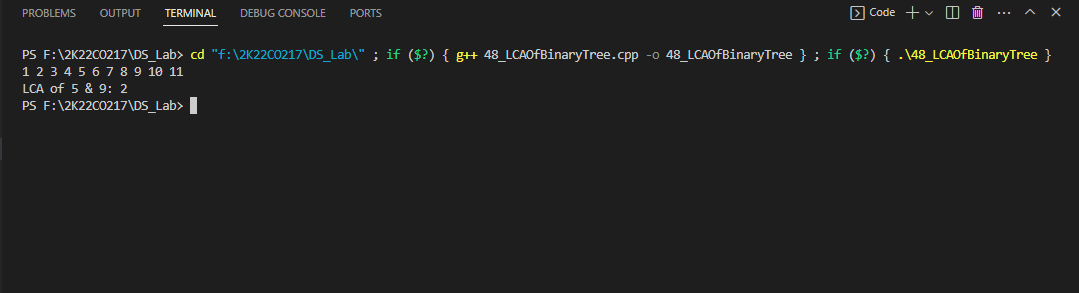 PROBLEMS OUTPUT TERMINAL DEBUG CONSOLE PORTS Code
PS F:\2K22CO217\DS_Lab> cd "f:\2K22CO217\DS_Lab\" ; if ($?) { g++ 48_LCAOfBinaryTree.cpp -o 48_LCAOfBinaryTree } ; if ($?) { .\48_LCAOfBinaryTree }
1 2 3 4 5 6 7 8 9 10 11
LCA of 5 & 9: 2
PS F:\2K22CO217\DS_Lab>